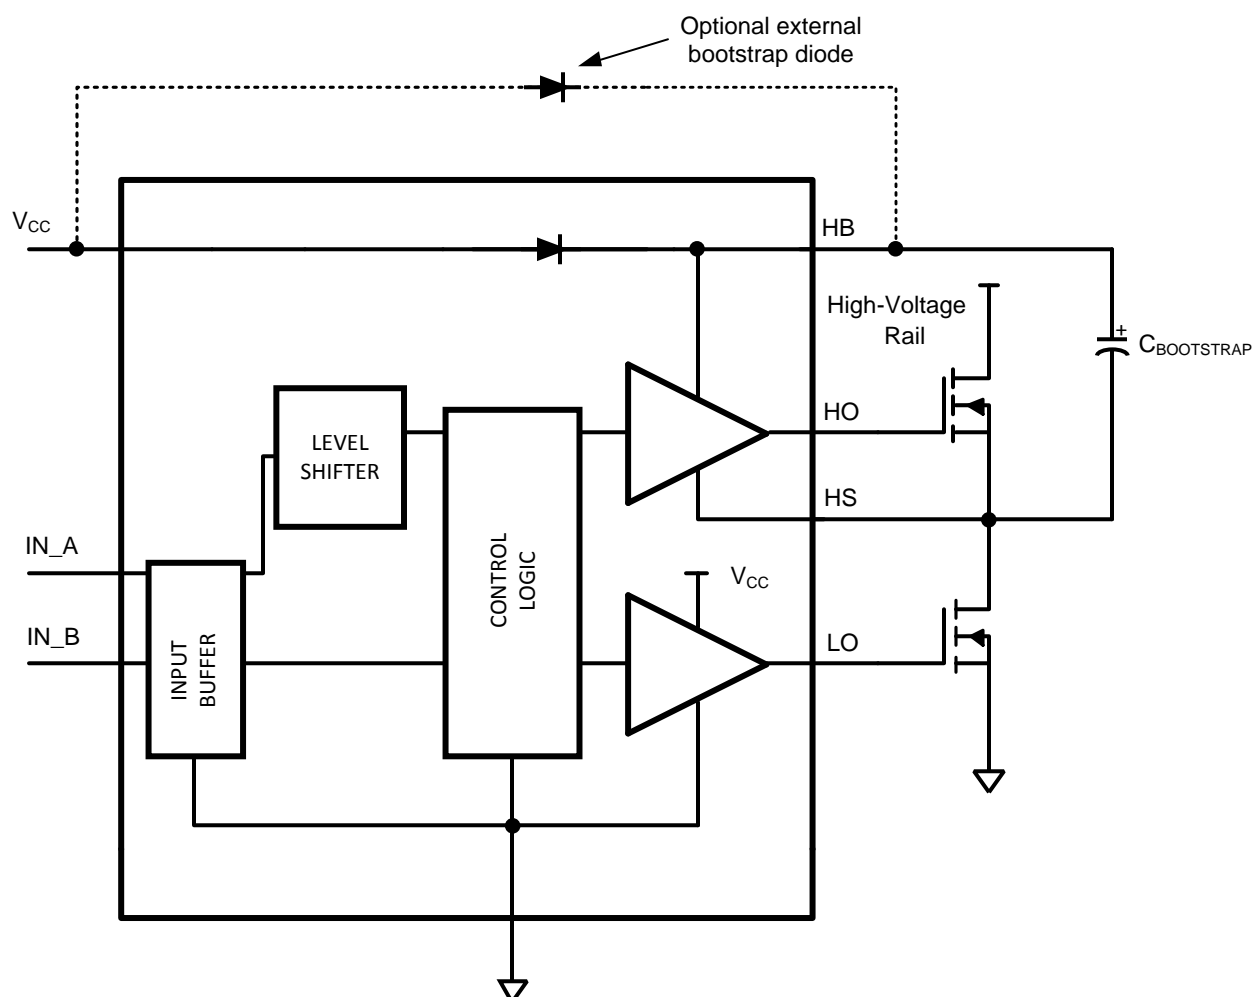 Optional external
bootstrap diode
VCC
HB
High-Voltage
Rail
+
CBOOTSTRAP
HO
LEVEL
SHIFTER
HS
IN_A
CONTROL
LOGIC
VCC
IN_B
LO
INPUT
BUFFER